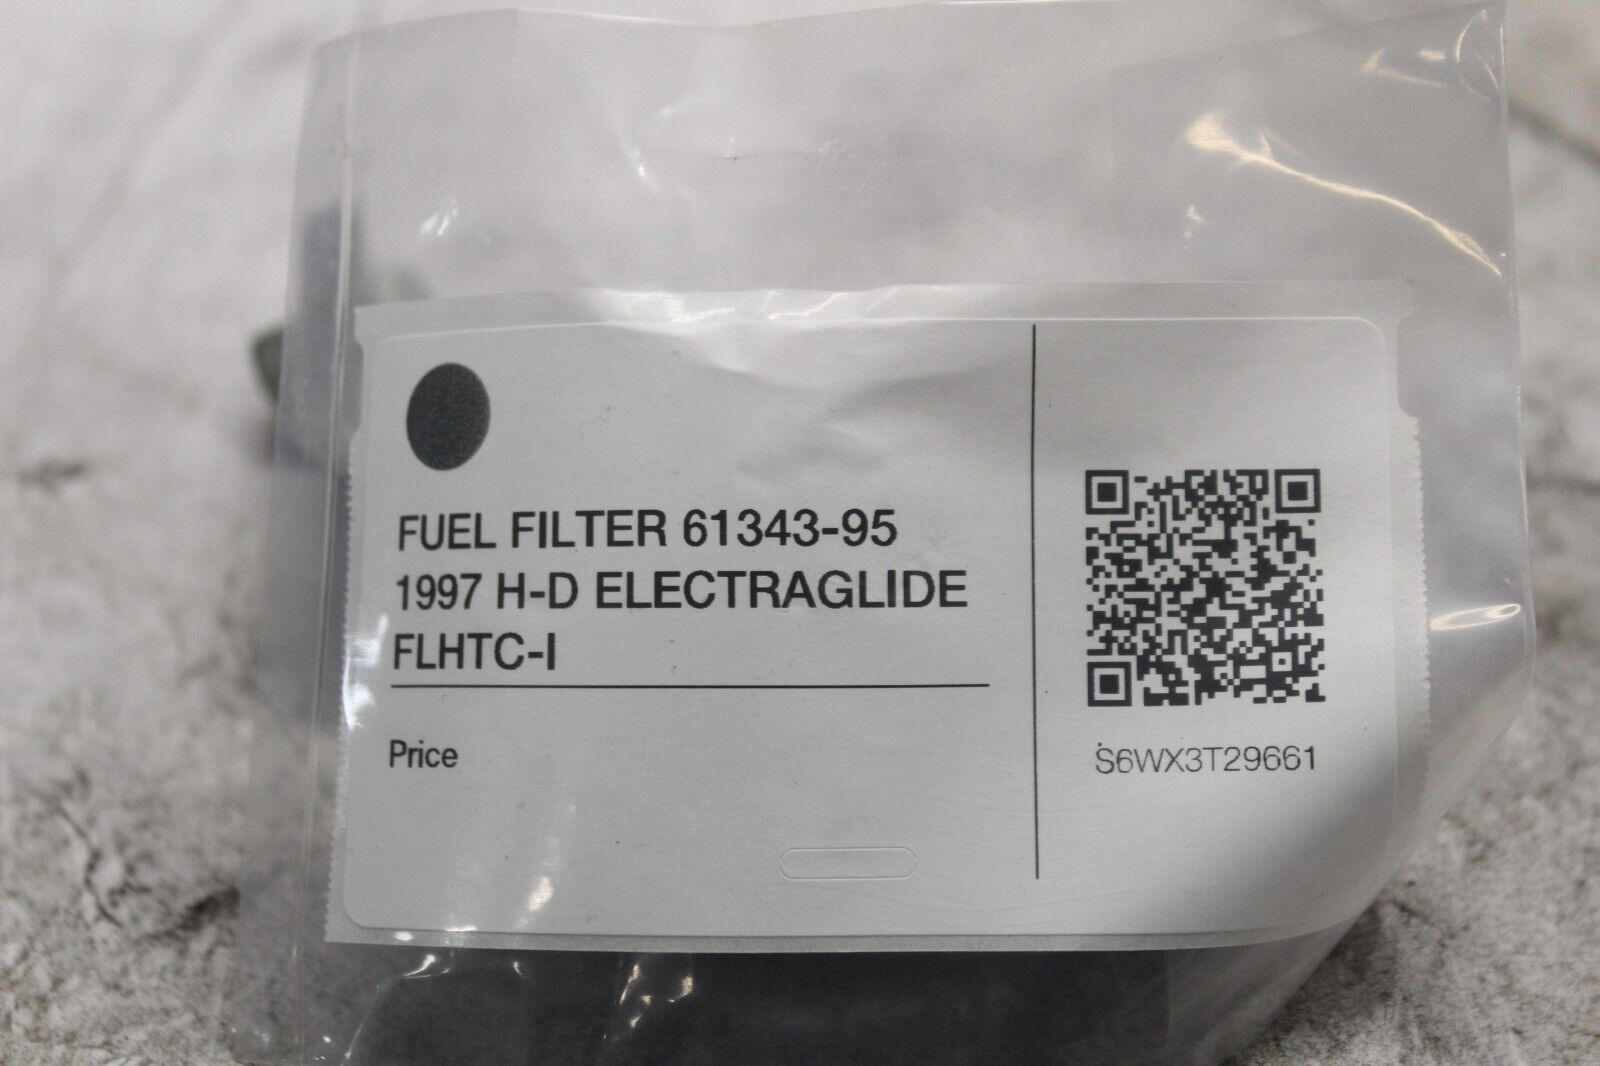 FUEL FILTER 61343-95
1997 H-D ELECTRAGLIDE
FLHTC-I
Price
S6WX3T29661